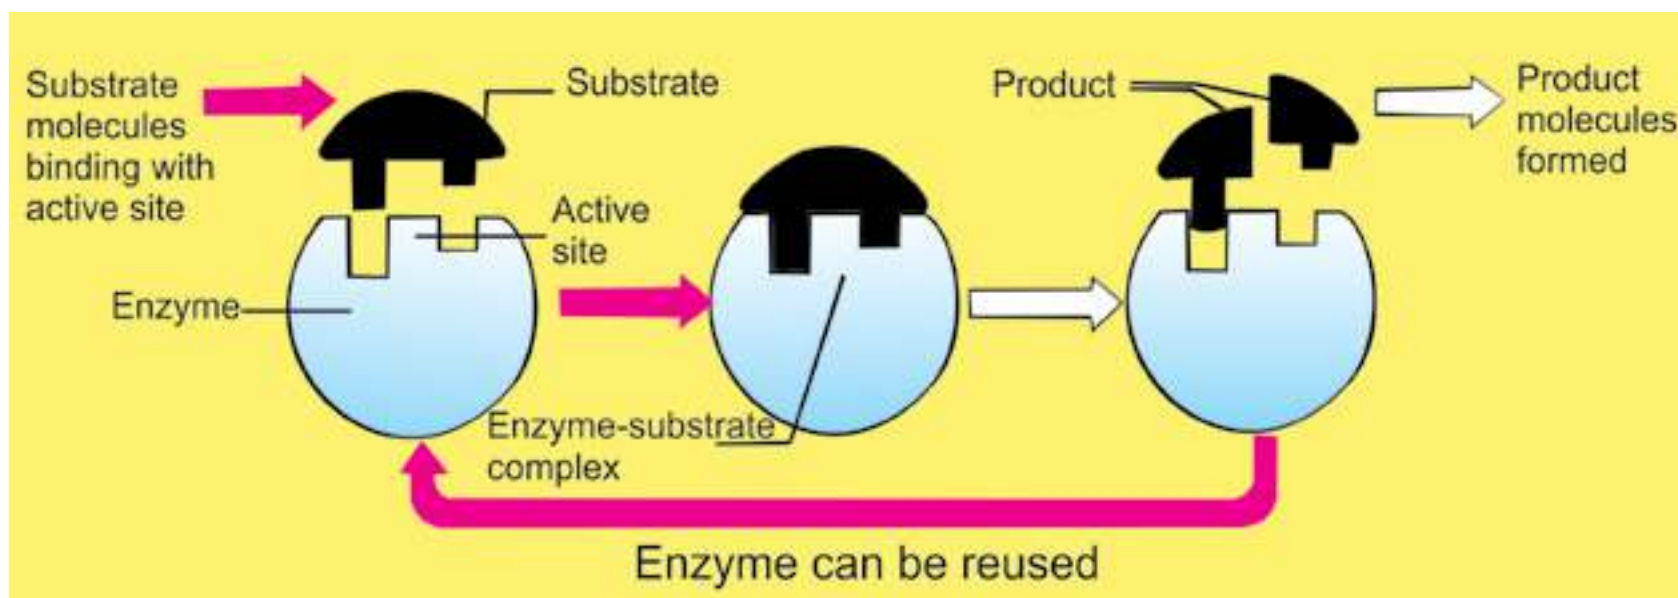 Substrate
molecules
binding with
active site
Substrate
Active
site
Enzyme
Enzyme-substrate
complex
Product
Product
molecules
formed
Enzyme can be reused